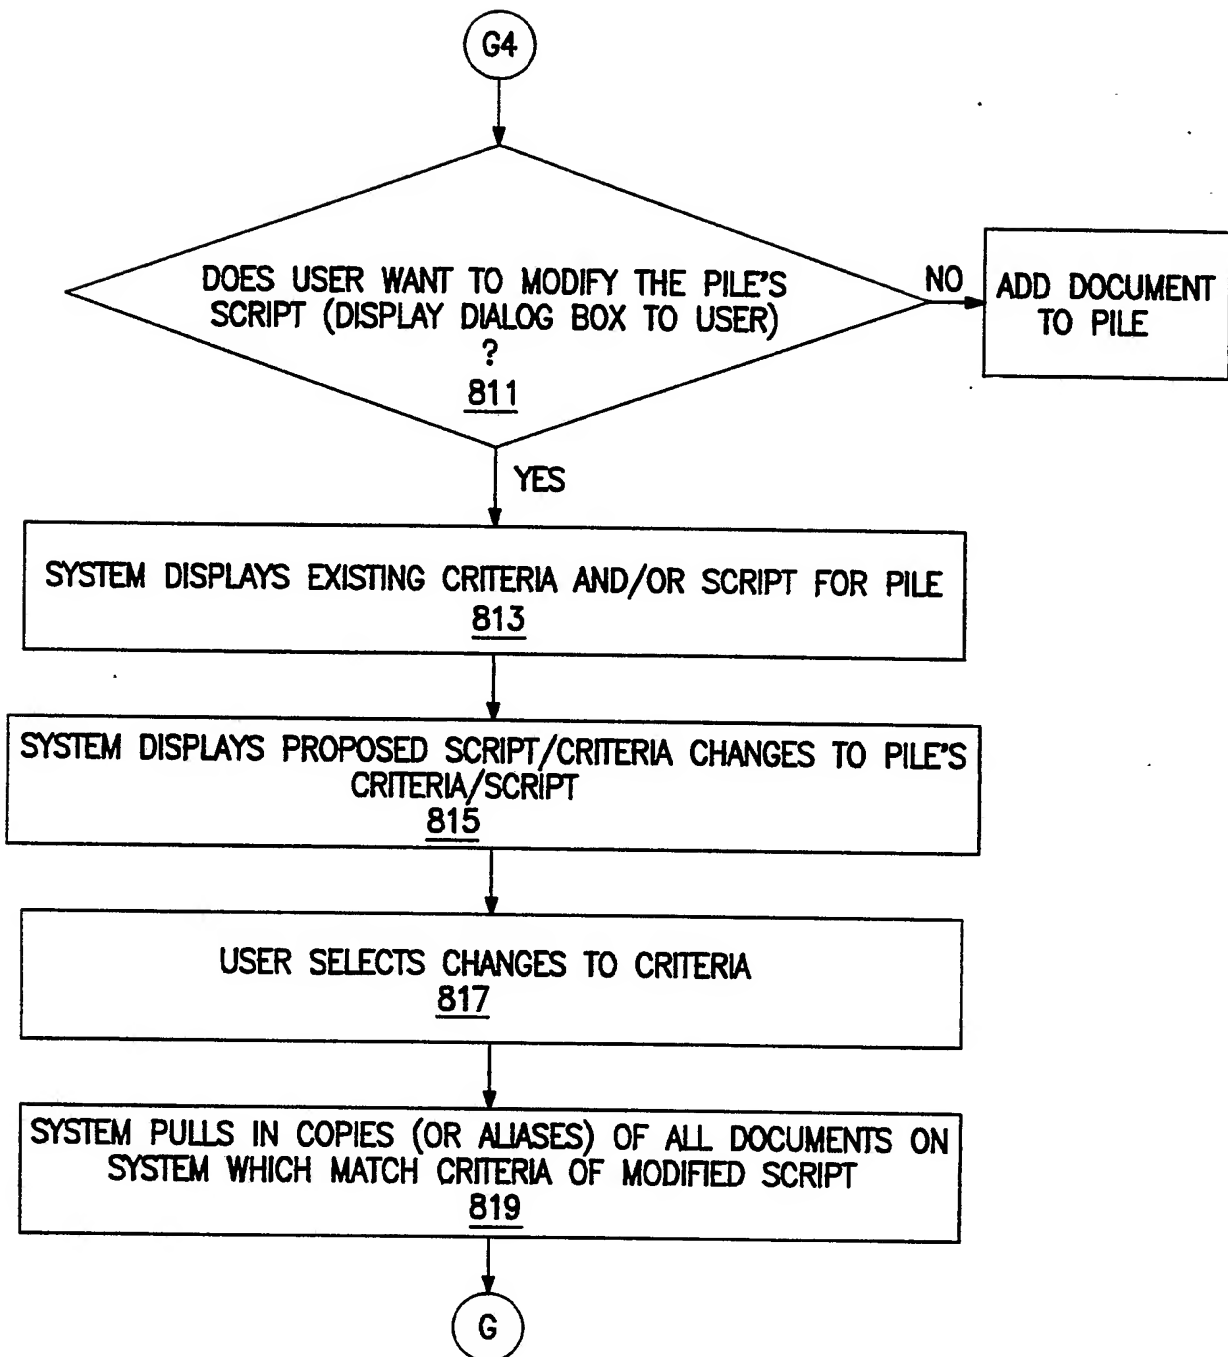 G4
DOES USER WANT TO MODIFY THE PILE'S
SCRIPT (DISPLAY DIALOG BOX TO USER)
?
811
NO
ADD DOCUMENT
TO PILE
YES
SYSTEM DISPLAYS EXISTING CRITERIA AND/OR SCRIPT FOR PILE
813
SYSTEM DISPLAYS PROPOSED SCRIPT/CRITERIA CHANGES TO PILE'S
CRITERIA/SCRIPT
815
USER SELECTS CHANGES TO CRITERIA
817
SYSTEM PULLS IN COPIES (OR ALIASES) OF ALL DOCUMENTS ON
SYSTEM WHICH MATCH CRITERIA OF MODIFIED SCRIPT
819
G